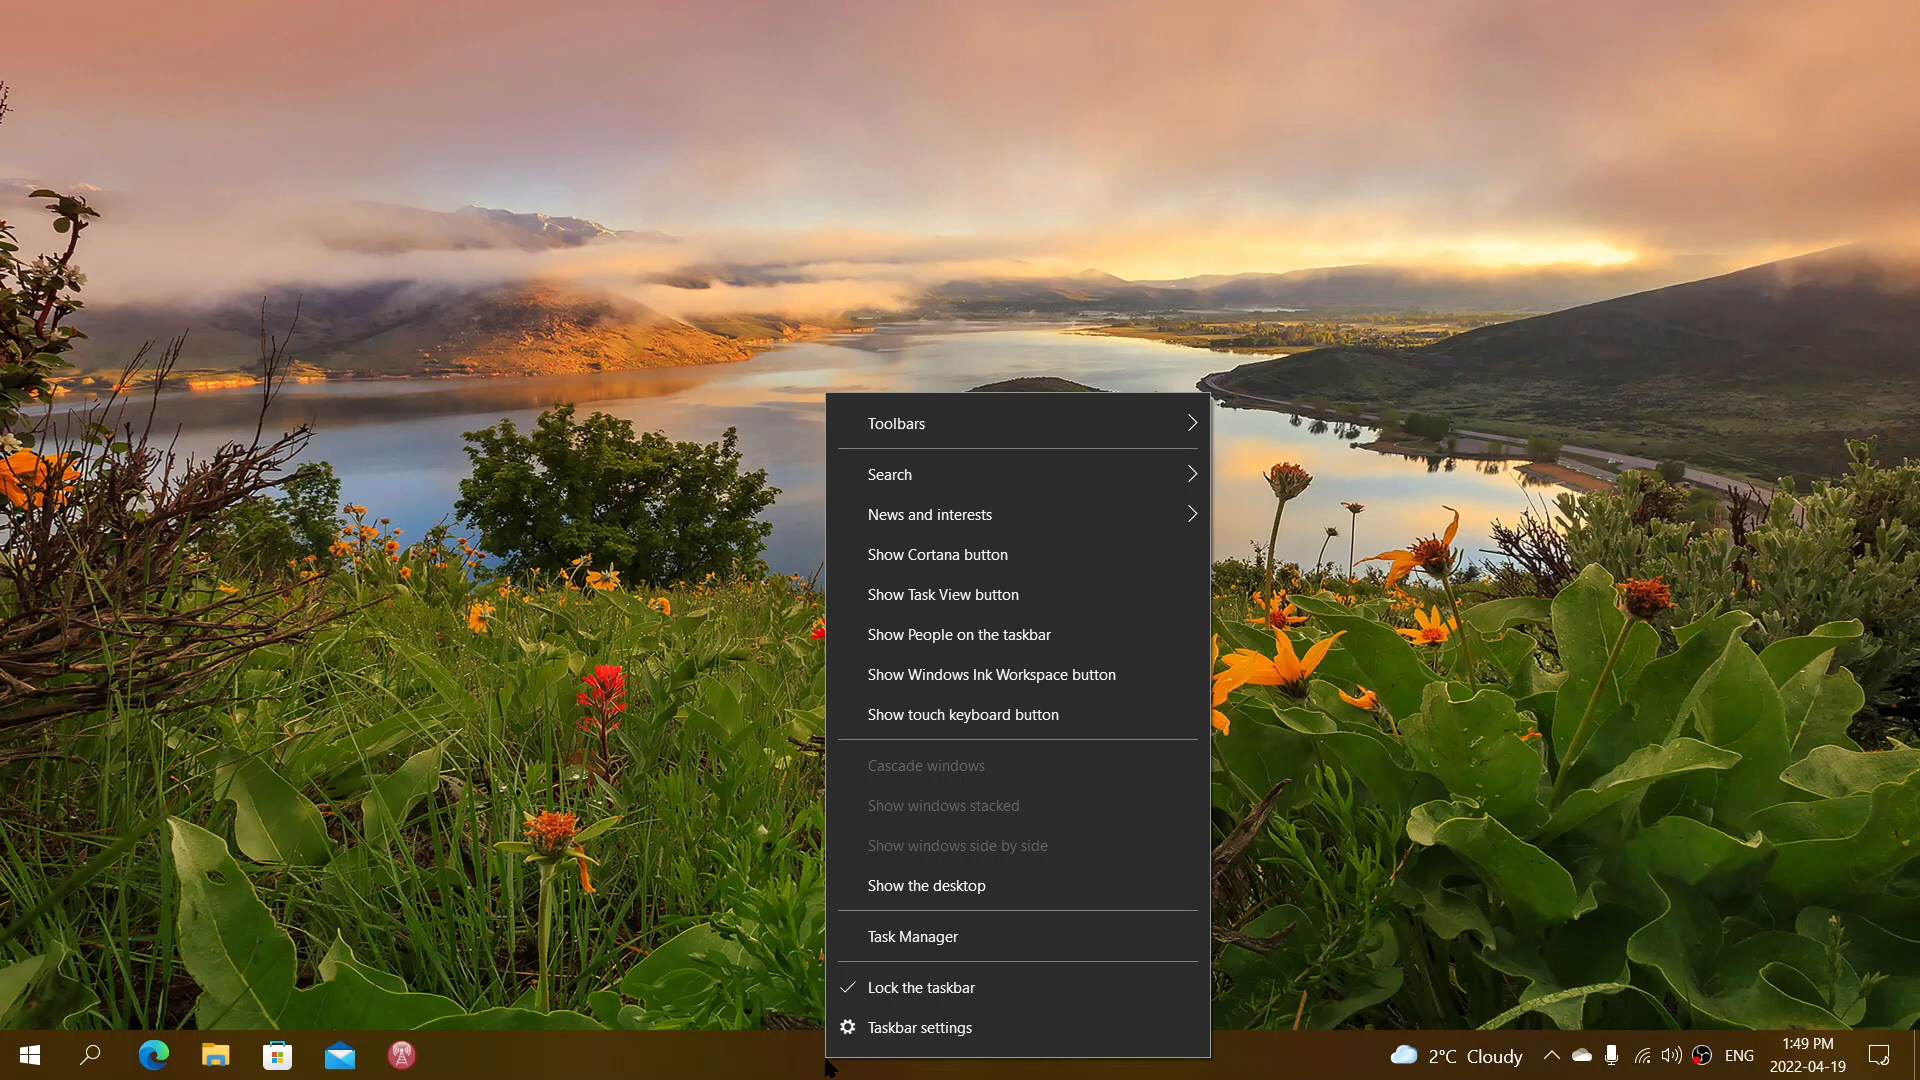 Toolbars
Search
News and interests
Show Cortana button
Show Task View button
Show People on the taskbar
Show Windows Ink Workspace button
Show touch keyboard button
Cascade windows
Show windows stacked
Show windows side by side
Show the desktop
Task Manager
Lock the taskbar
Taskbar settings
2°C Cloudy
ENG
1:49 PM
2022-04-19